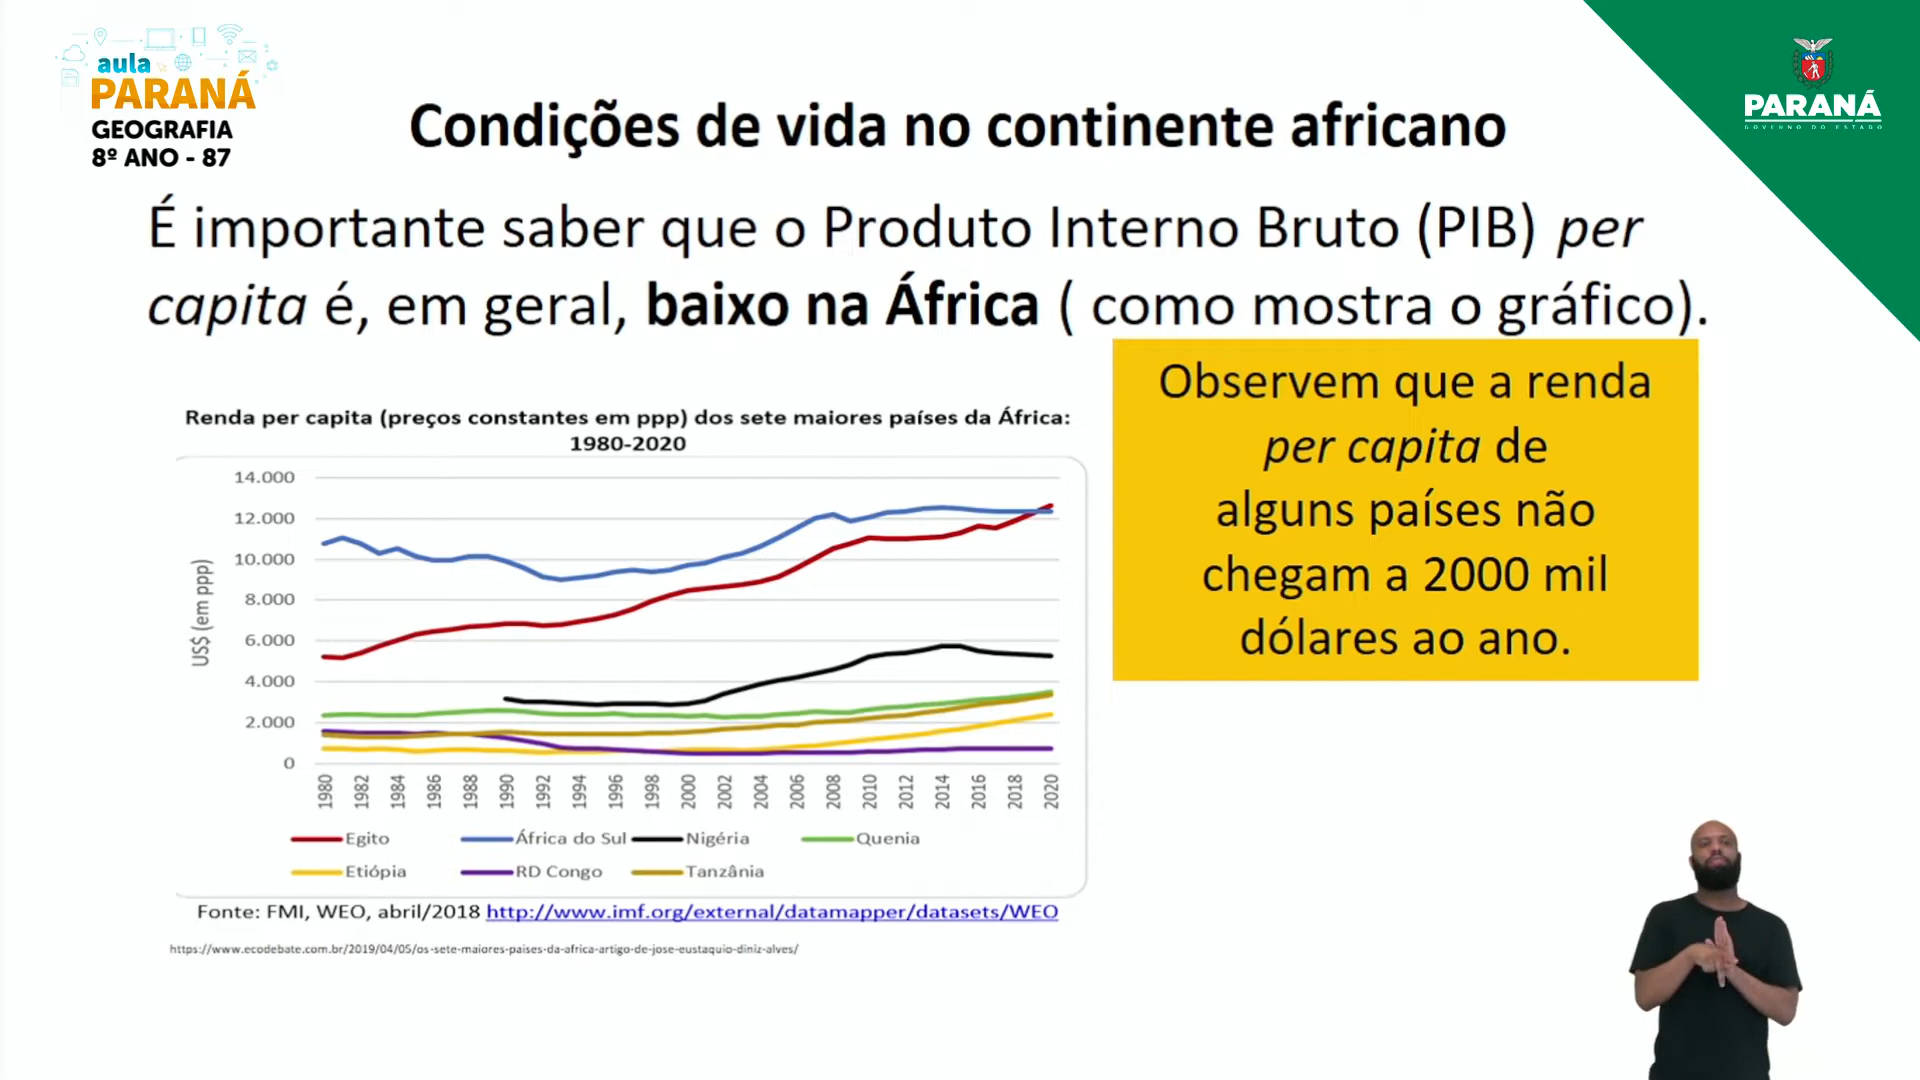 aula
PARANÁ
GEOGRAFIA
8º ANO - 87
PARANÁ
GOVERNO DO ESTADO
Condições de vida no continente africano
É importante saber que o Produto Interno Bruto (PIB) per
capita é, em geral, baixo na África ( como mostra o gráfico).
Observem que a renda
per capita de
alguns países não
chegam a 2000 mil
dólares ao ano.
Renda per capita (preços constantes em ppp) dos sete maiores países da África:
1980-2020
US$ (em ppp)
14.000
12.000
10.000
8.000
6.000
4.000
2.000
0
1980 1982 1984 1986 1988 1990 1992 1994 1996 1998 2000 2002 2004 2006 2008 2010 2012 2014 2016 2018 2020
Egito África do Sul Nigéria Quenia
Etiópia RD Congo Tanzânia
Fonte: FMI, WEO, abril/2018 http://www.imf.org/external/datamapper/datasets/WEO
https://www.ecodebate.com.br/2019/04/05/os-sete-maiores-paises-da-africa-artigo-de-jose-eustaquio-diniz-alves/